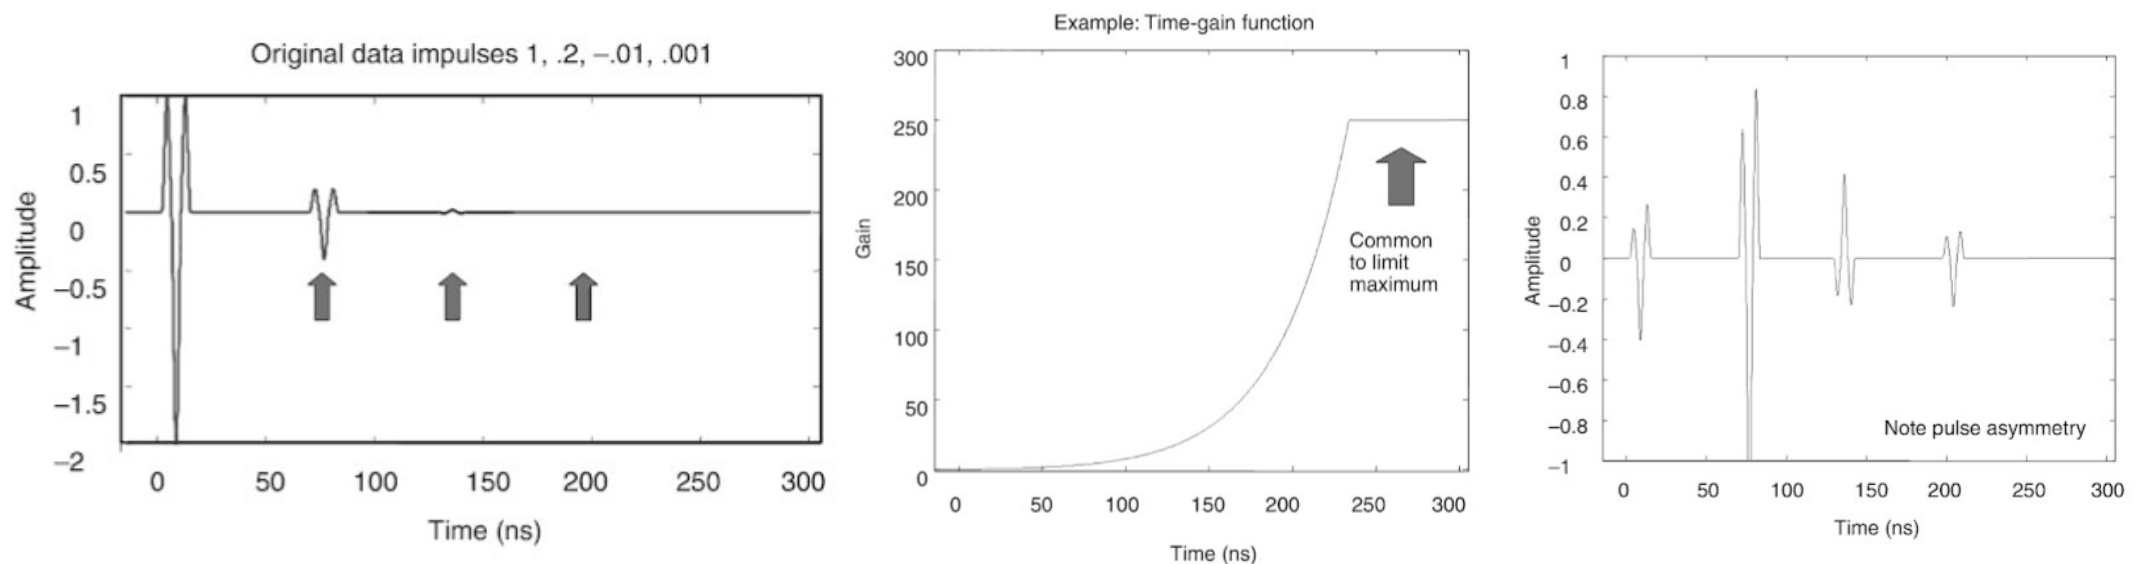 Original data impulses 1, .2, –.01, .001
1
0.5
0
–0.5
–1
–1.5
–2
Amplitude
0 50 100 150 200 250 300
Time (ns)
Example: Time-gain function
300
250
200
150
100
50
0
Gain
Common
to limit
maximum
0 50 100 150 200 250 300
Time (ns)
1
0.8
0.6
0.4
0.2
0
–0.2
–0.4
–0.6
–0.8
–1
Amplitude
Note pulse asymmetry
0 50 100 150 200 250 300
Time (ns)